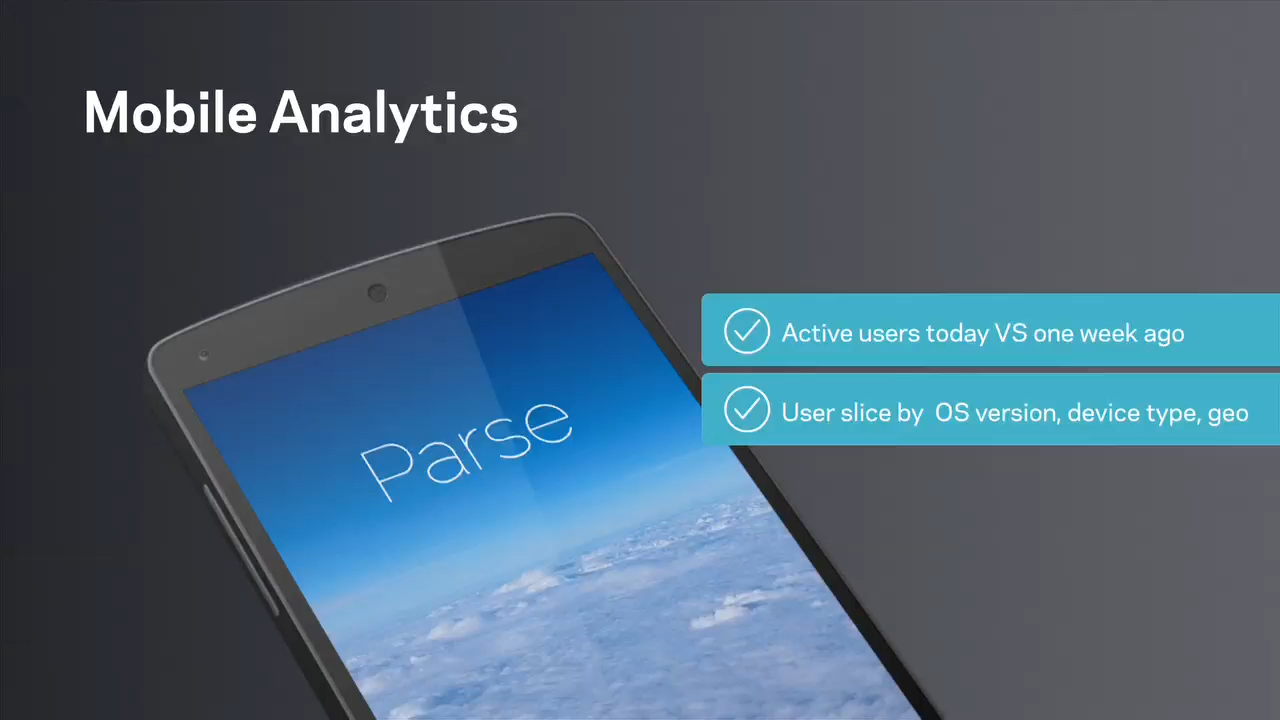 Mobile Analytics
Active users today VS one week ago
User slice by  OS version, device type, geo
Parse